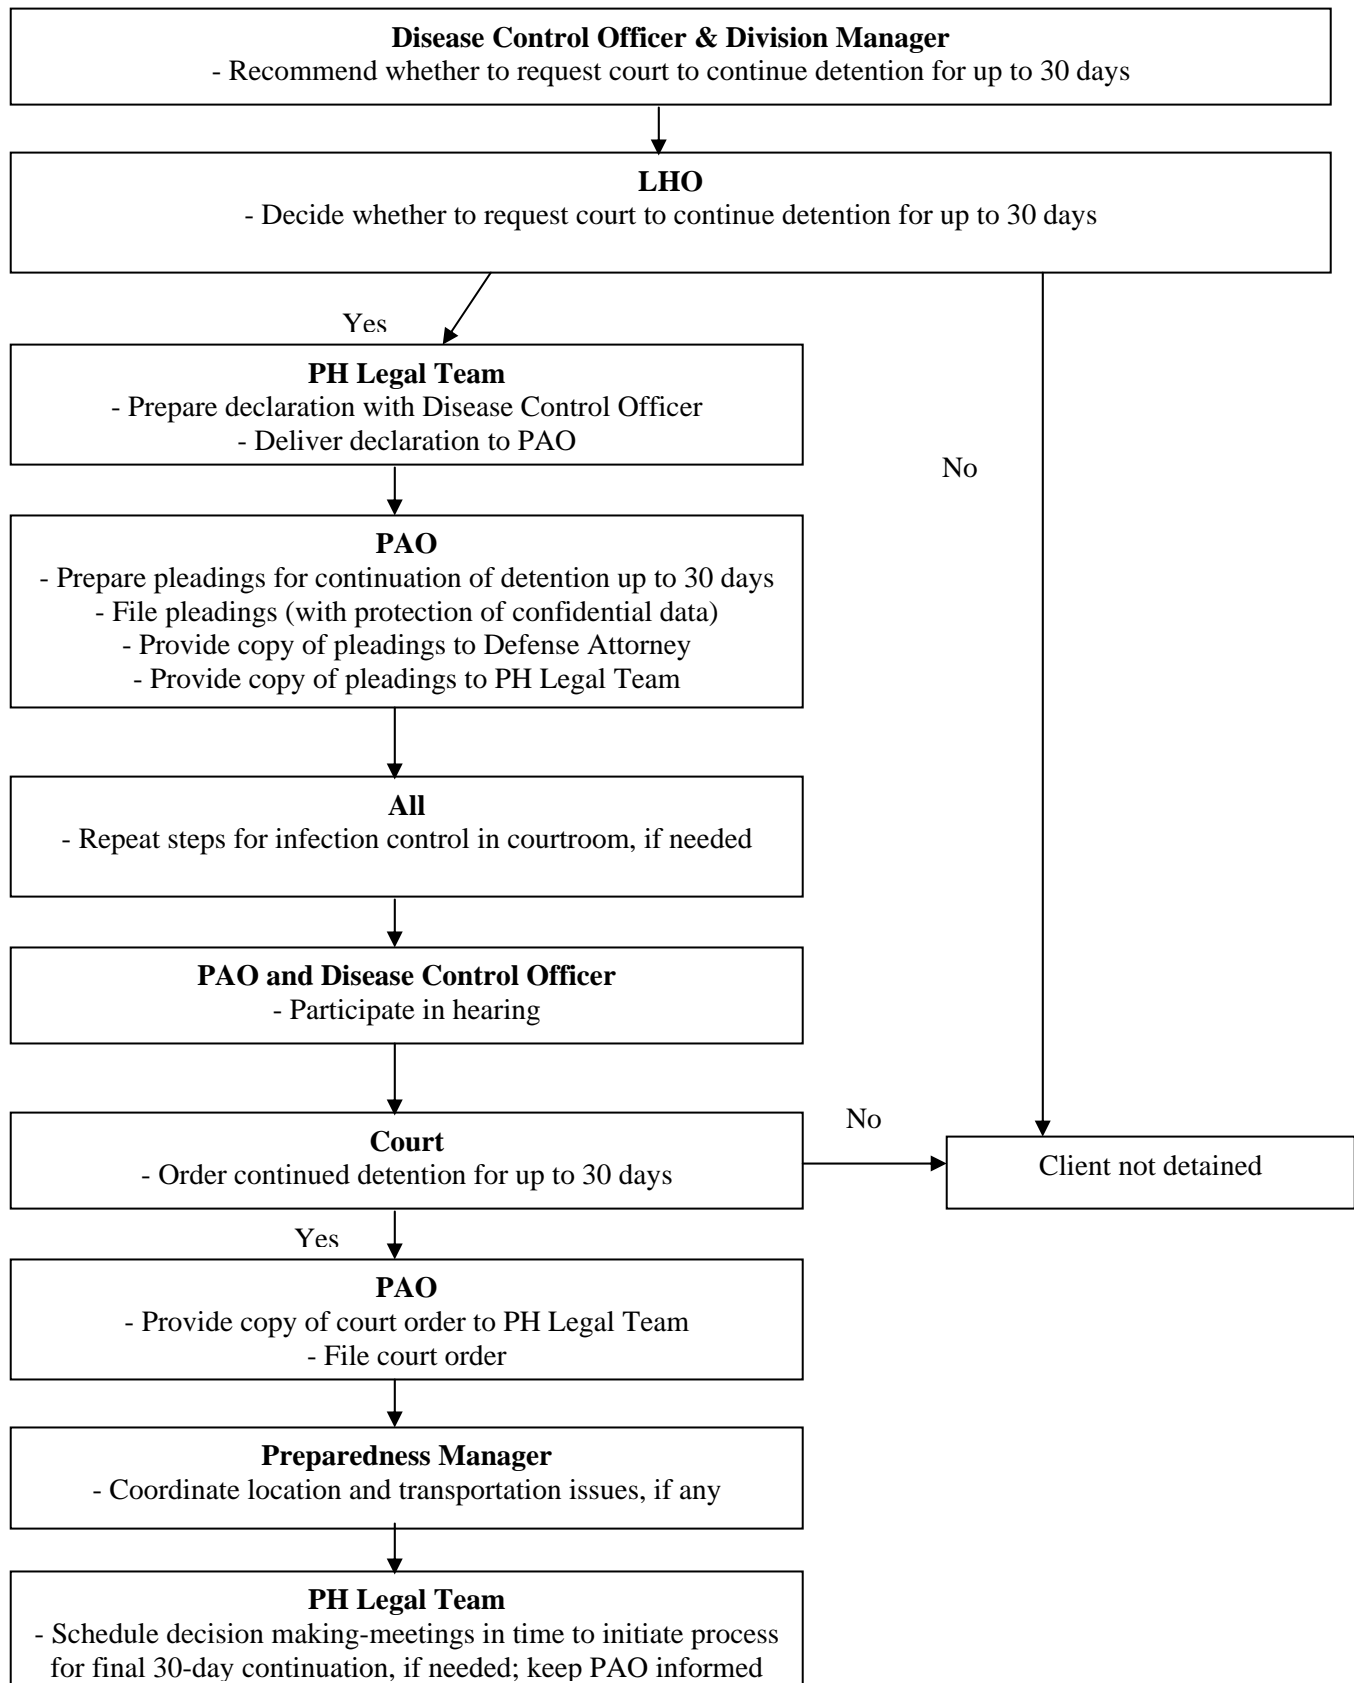 Disease Control Officer & Division Manager
- Recommend whether to request court to continue detention for up to 30 days
LHO
- Decide whether to request court to continue detention for up to 30 days
Yes
PH Legal Team
- Prepare declaration with Disease Control Officer
- Deliver declaration to PAO
No
PAO
- Prepare pleadings for continuation of detention up to 30 days
- File pleadings (with protection of confidential data)
- Provide copy of pleadings to Defense Attorney
- Provide copy of pleadings to PH Legal Team
All
- Repeat steps for infection control in courtroom, if needed
PAO and Disease Control Officer
- Participate in hearing
Court
- Order continued detention for up to 30 days
No
Client not detained
Yes
PAO
- Provide copy of court order to PH Legal Team
- File court order
Preparedness Manager
- Coordinate location and transportation issues, if any
PH Legal Team
- Schedule decision making-meetings in time to initiate process
for final 30-day continuation, if needed; keep PAO informed